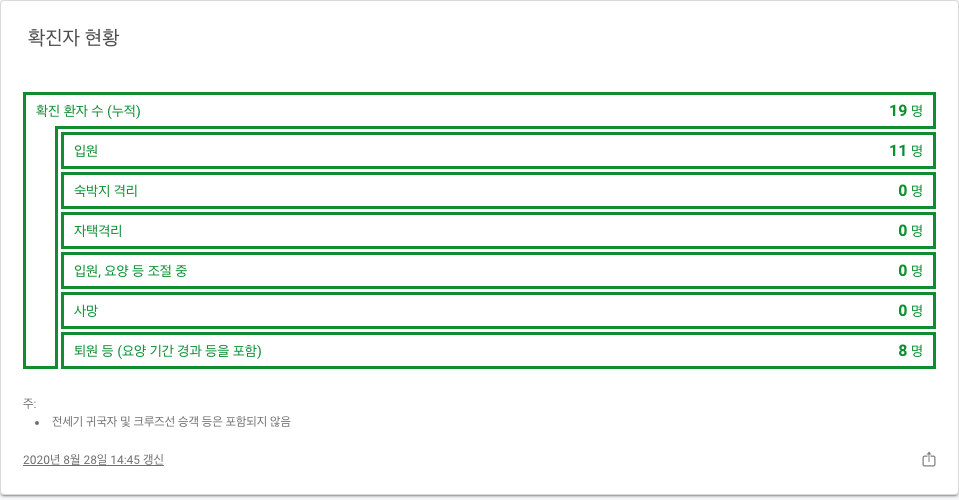 확진자 현황
확진 환자 수 (누적) 19 명
입원 11 명
숙박지 격리 0 명
자택격리 0 명
입원, 요양 등 조절 중 0 명
사망 0 명
퇴원 등 (요양 기간 경과 등을 포함) 8 명
주:
• 전세기 귀국자 및 크루즈선 승객 등은 포함되지 않음
2020년 8월 28일 14:45 갱신